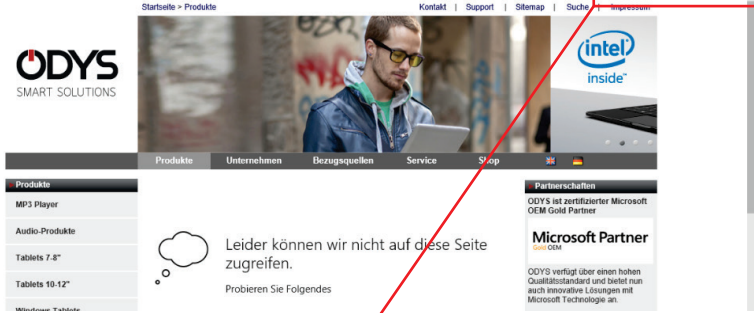 Startseite > Produkte
Kontakt | Support | Sitemap | Suche | Impressum
ODYS
SMART SOLUTIONS
intel
inside™
Produkte Unternehmen Bezugsquellen Service Shop
Produkte
MP3 Player
Audio-Produkte
Tablets 7-8"
Tablets 10-12"
Windows Tablets
Leider können wir nicht auf diese Seite
zugreifen.
Probieren Sie Folgendes
Partnerschaften
ODYS ist zertifizierter Microsoft
OEM Gold Partner
Microsoft Partner
Gold OEM
ODYS verfügt über einen hohen
Qualitätsstandard und bietet nun
auch innovative Lösungen mit
Microsoft Technologie an.